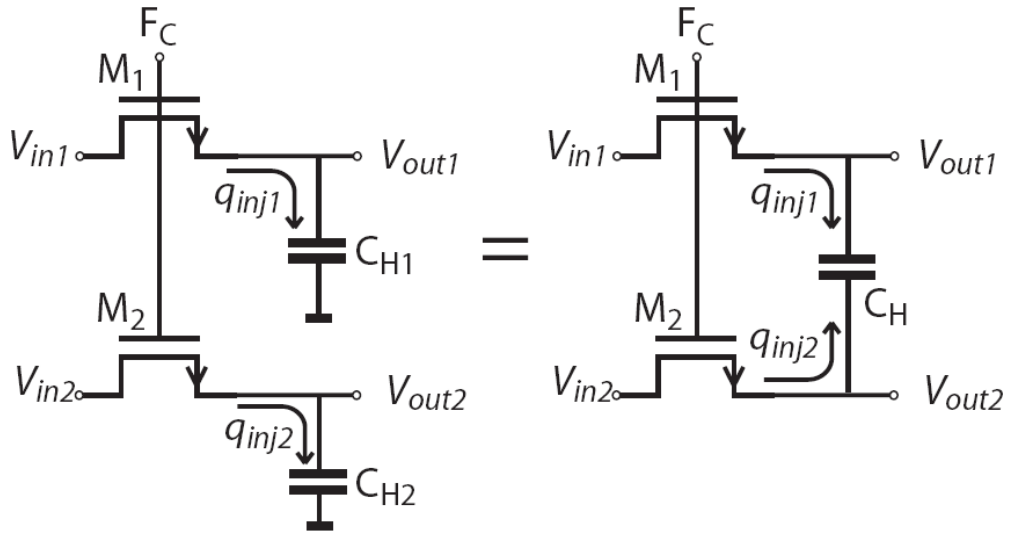 F_C
M_1
V_in1
V_out1
q_inj1
C_H1
M_2
V_in2
V_out2
q_inj2
C_H2
=
F_C
M_1
V_in1
V_out1
q_inj1
C_H
M_2
q_inj2
V_in2
V_out2